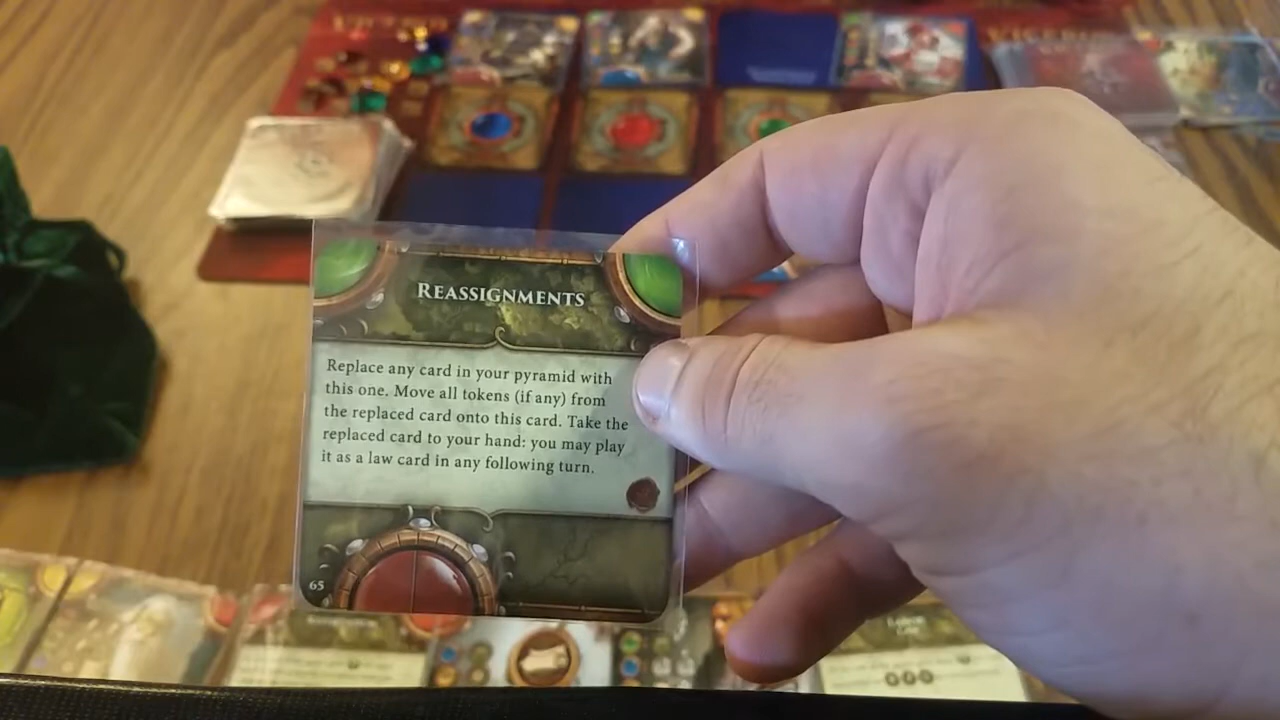 REASSIGNMENTS
Replace any card in your pyramid with
this one. Move all tokens (if any) from
the replaced card onto this card. Take the
replaced card to your hand: you may play
it as a law card in any following turn.
65